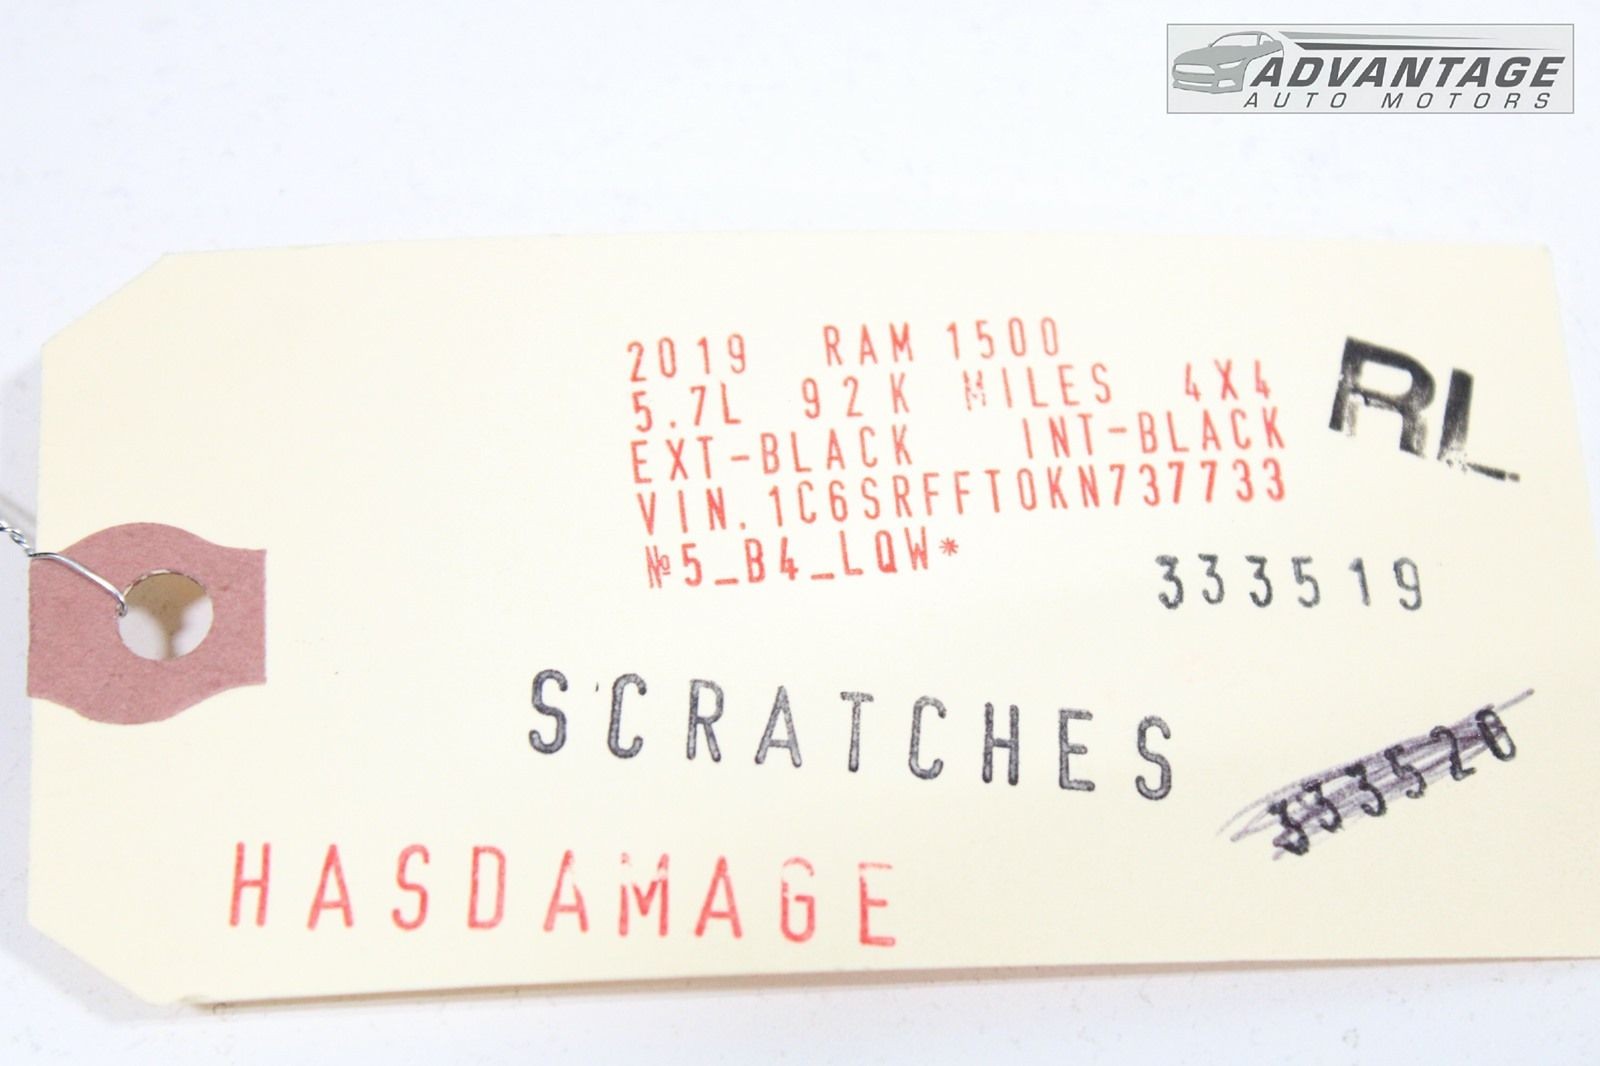 ADVANTAGE
AUTO MOTORS
2019 RAM 1500
5.7L 92K MILES 4X4
EXT-BLACK INT-BLACK
VIN.1C6SRFFT0KN737733
№5_B4_LQW*
RL
333519
SCRATCHES
333520
HASDAMAGE